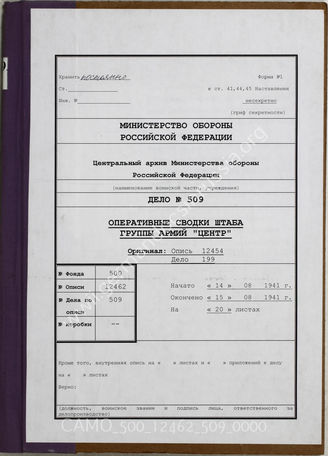 Хранить постоянно
Форма №1
Ст.
к ст. 41,44,45 Наставления
Инв. №
несекретно
(гриф секретности)
МИНИСТЕРСТВО ОБОРОНЫ
РОССИЙСКОЙ ФЕДЕРАЦИИ
Центральный архив Министерства обороны
Российской Федерации
(наименование воинской части, учреждения)
ДЕЛО № 509
ОПЕРАТИВНЫЕ СВОДКИ ШТАБА
ГРУППЫ АРМИЙ "ЦЕНТР"
Оригинал: Опись 12454
Дело 199
№ Фонда 500
№ Описи 12462
№ Дела по описи 509
№ коробки --
Начато « 14 » 08 1941 г.
Окончено « 15 » 08 1941 г.
На « 20 » листах
Кроме того, внутренняя опись на « » листах и « » приложений к делу
на « » листах
Верно:
(должность, воинское звание и подпись лица, ответственного за
делопроизводство)
CAMO_500_12462_509_0000